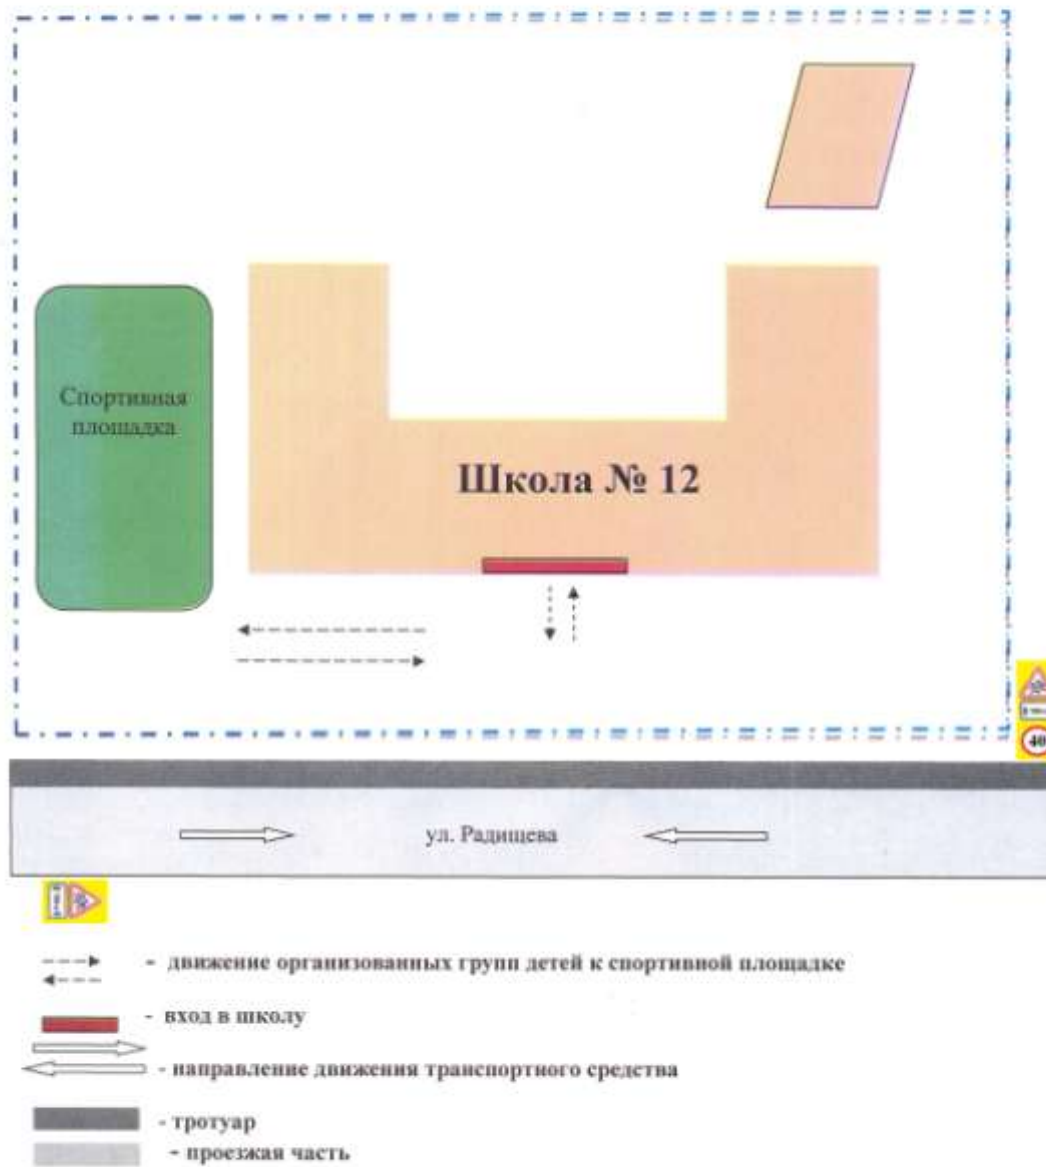 Спортивная
площадка
Школа № 12
40
ул. Радищева
- движение организованных групп детей к спортивной площадке
- вход в школу
- направление движения транспортного средства
- тротуар
- проезжая часть